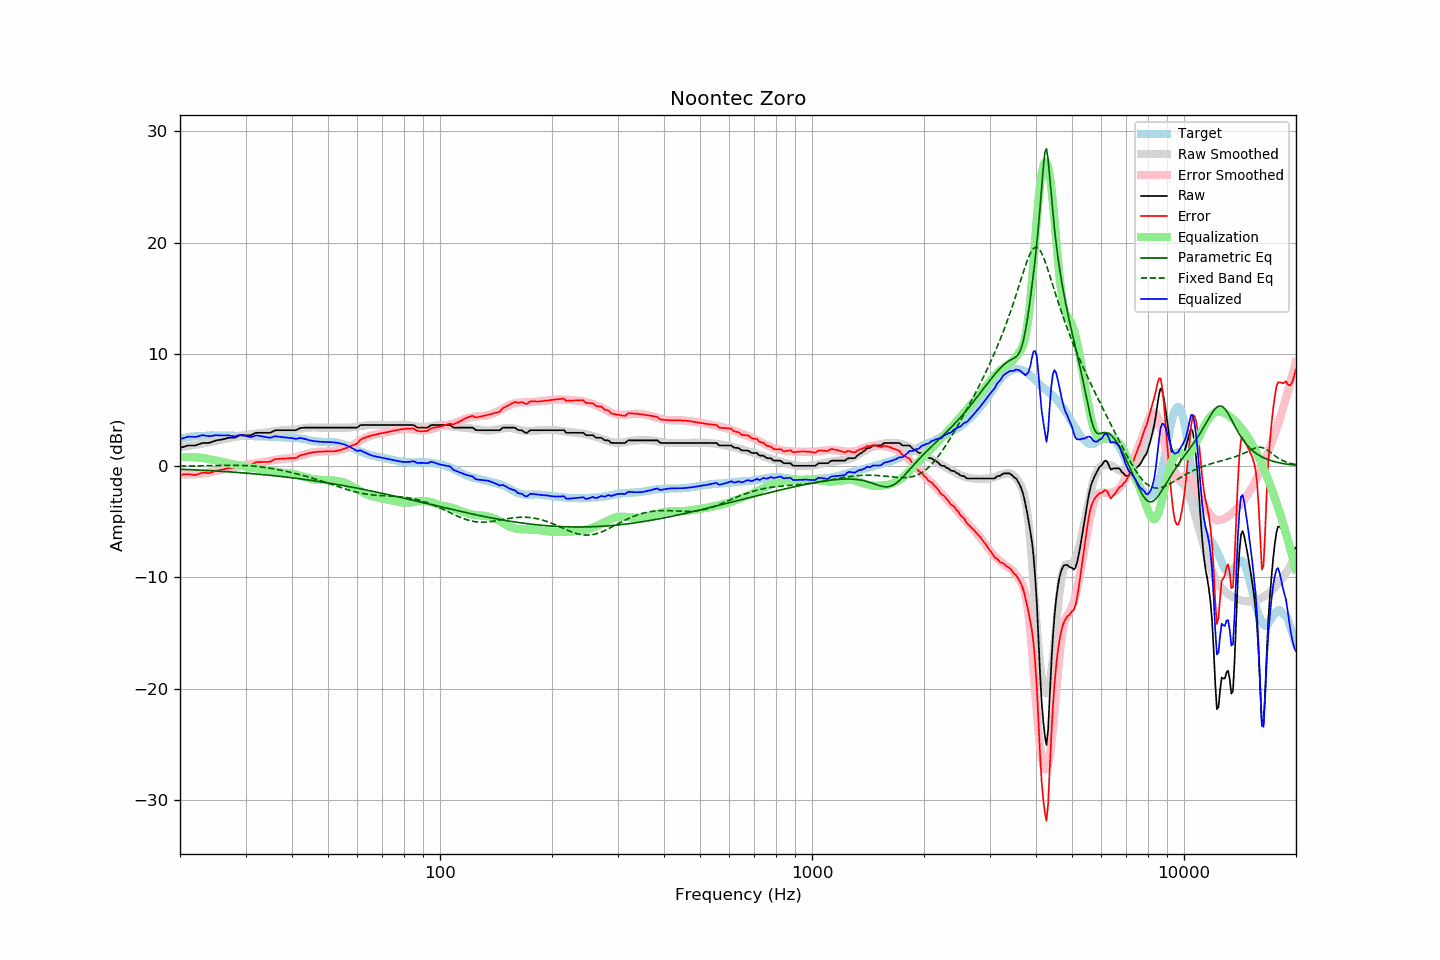 Noontec Zoro
30
20
10
0
−10
−20
−30
Amplitude (dBr)
100
1000
10000
Frequency (Hz)
Target
Raw Smoothed
Error Smoothed
Raw
Error
Equalization
Parametric Eq
Fixed Band Eq
Equalized